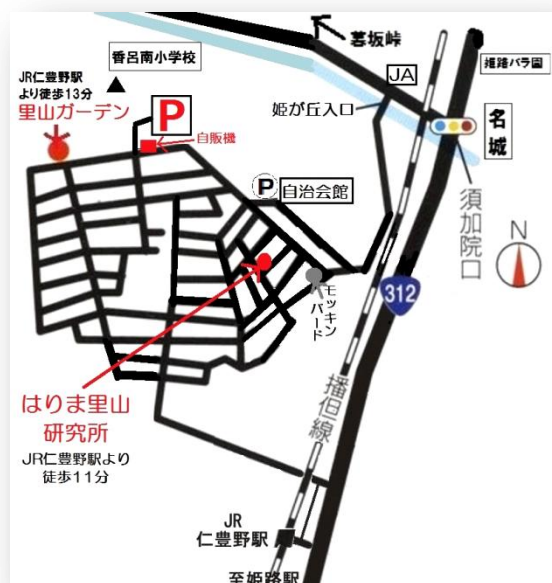 暮坂峠
香呂南小学校
姫路バラ園
JR仁豊野駅
より徒歩13分
里山ガーデン
P
JA
自販機
姫が丘入口
名城
P
自治会館
須加院口
N
モッキン
バード
312
はりま里山
研究所
JR仁豊野駅より
徒歩11分
播但線
JR
仁豊野駅
至姫路駅